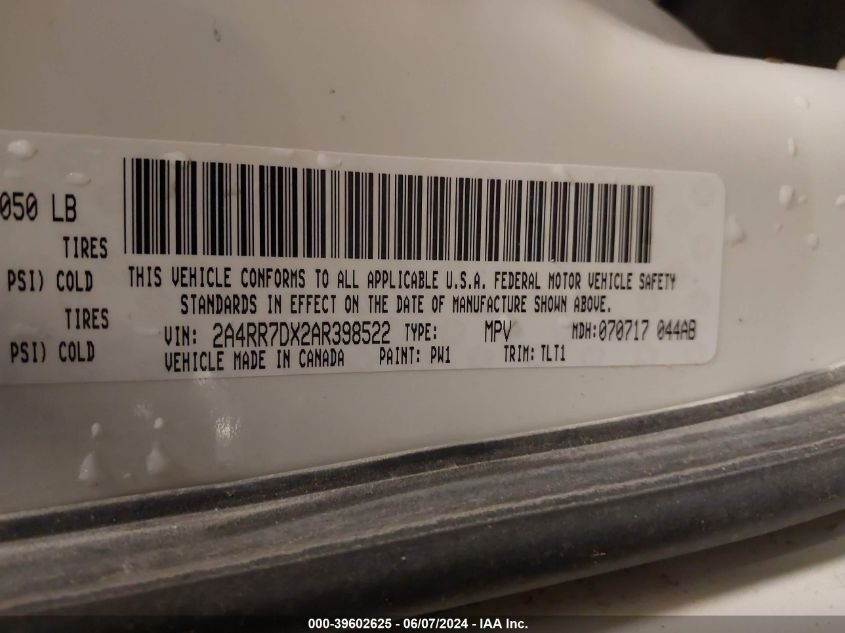 050 LB
TIRES
PSI) COLD
TIRES
PSI) COLD
THIS VEHICLE CONFORMS TO ALL APPLICABLE U.S.A. FEDERAL MOTOR VEHICLE SAFETY
STANDARDS IN EFFECT ON THE DATE OF MANUFACTURE SHOWN ABOVE.
VIN: 2A4RR7DX2AR398522 TYPE: MPV MDH:070717 044AB
VEHICLE MADE IN CANADA PAINT: PW1 TRIM: TLT1
000-39602625 - 06/07/2024 - IAA Inc.